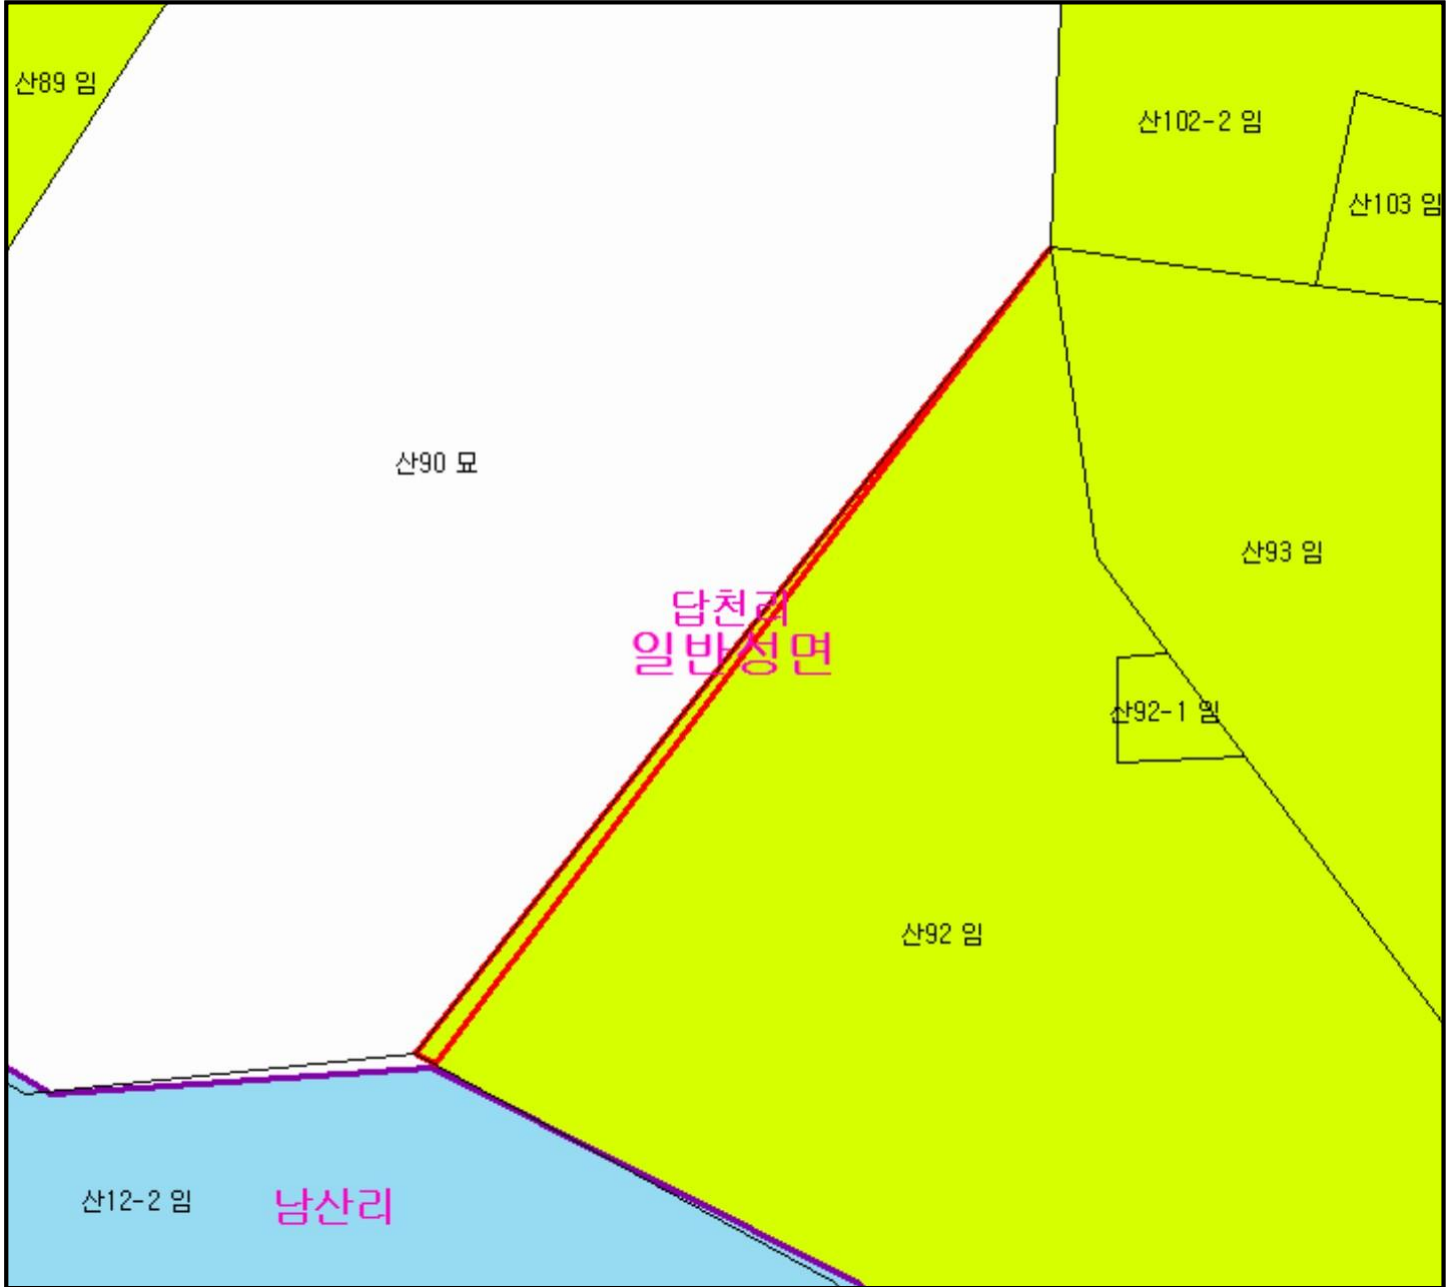 산89 임
산102-2 임
산103 임
산90 묘
산93 임
답천리
일반성면
산92-1 임
산92 임
산12-2 임
남산리